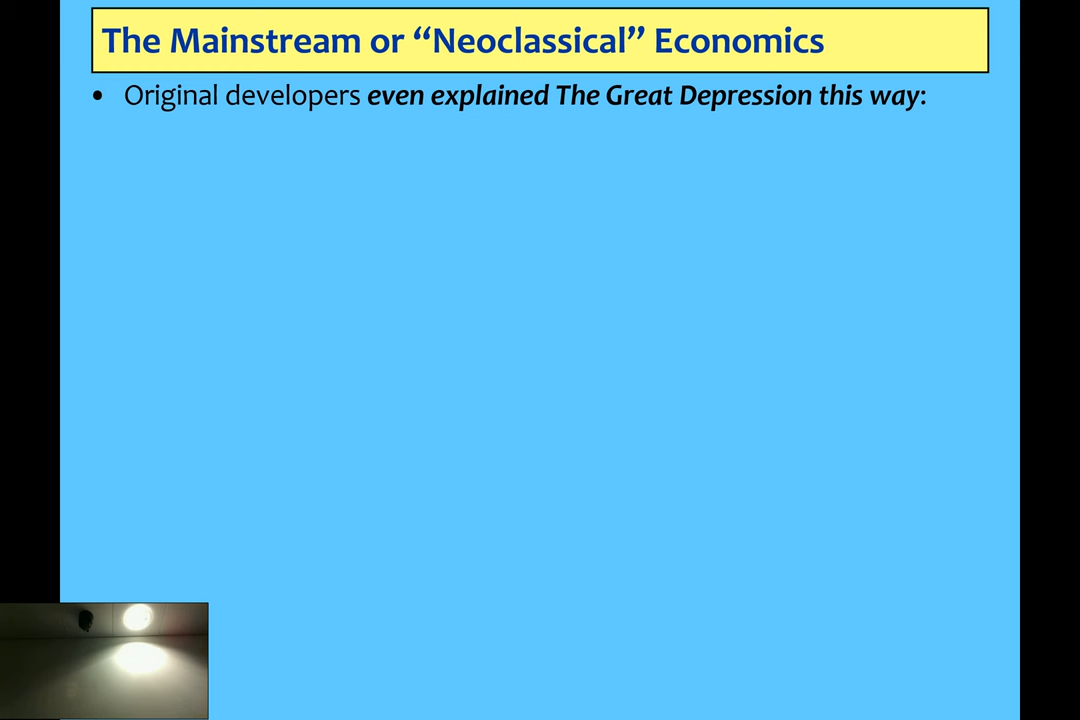 The Mainstream or “Neoclassical” Economics
• Original developers even explained The Great Depression this way: